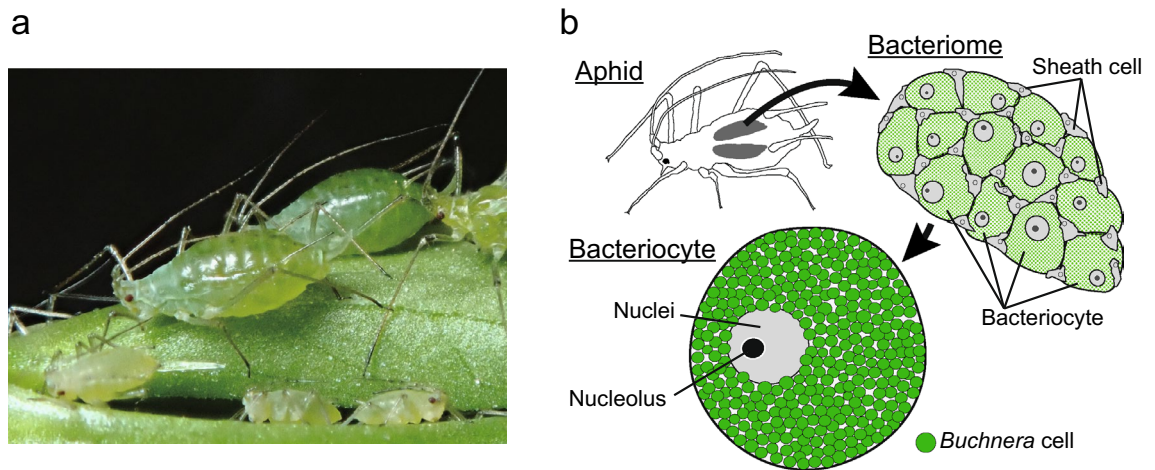 a
b
Aphid
Bacteriome
Sheath cell
Bacteriocyte
Bacteriocyte
Nuclei
Nucleolus
Buchnera cell